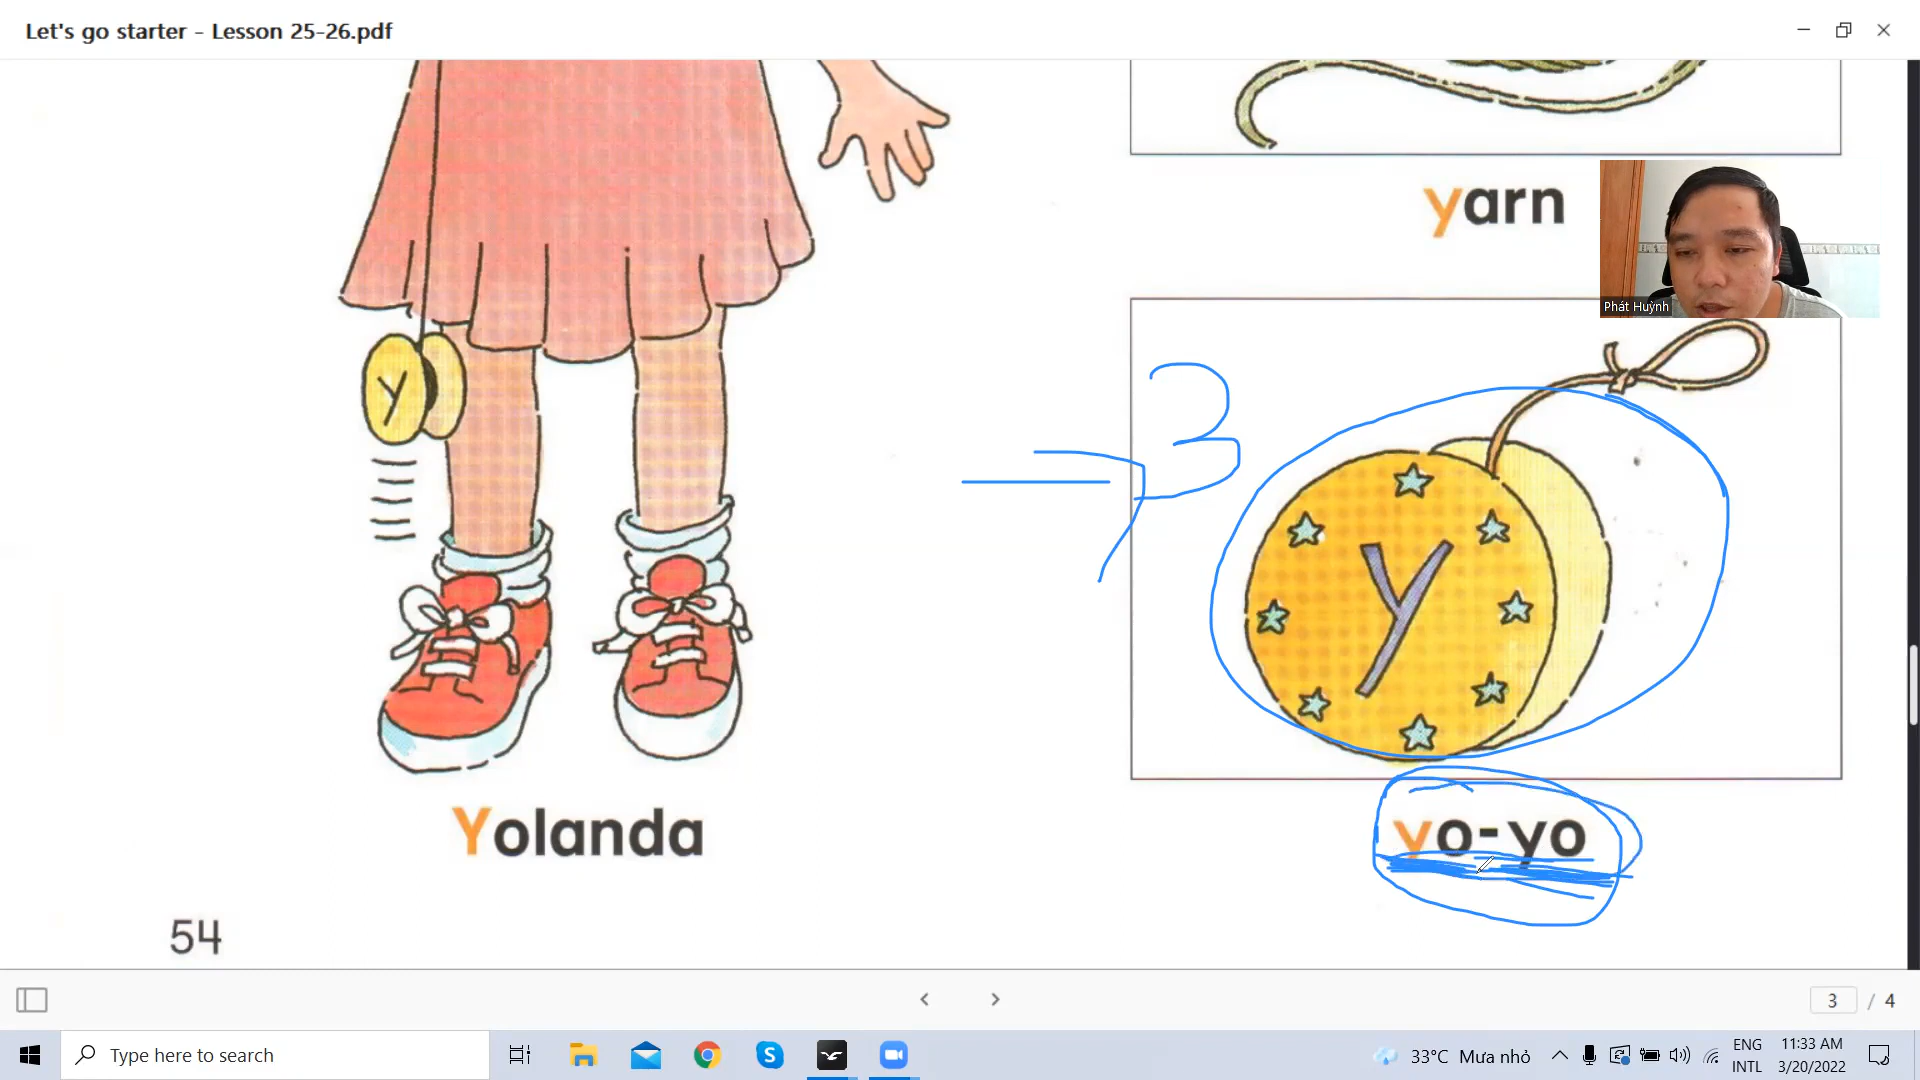 Let's go starter - Lesson 25-26.pdf
yarn
Phát Huỳnh
3
y
Y
yo-yo
Yolanda
54
3 / 4
Type here to search
33°C Mưa nhỏ
ENG
INTL
11:33 AM
3/20/2022